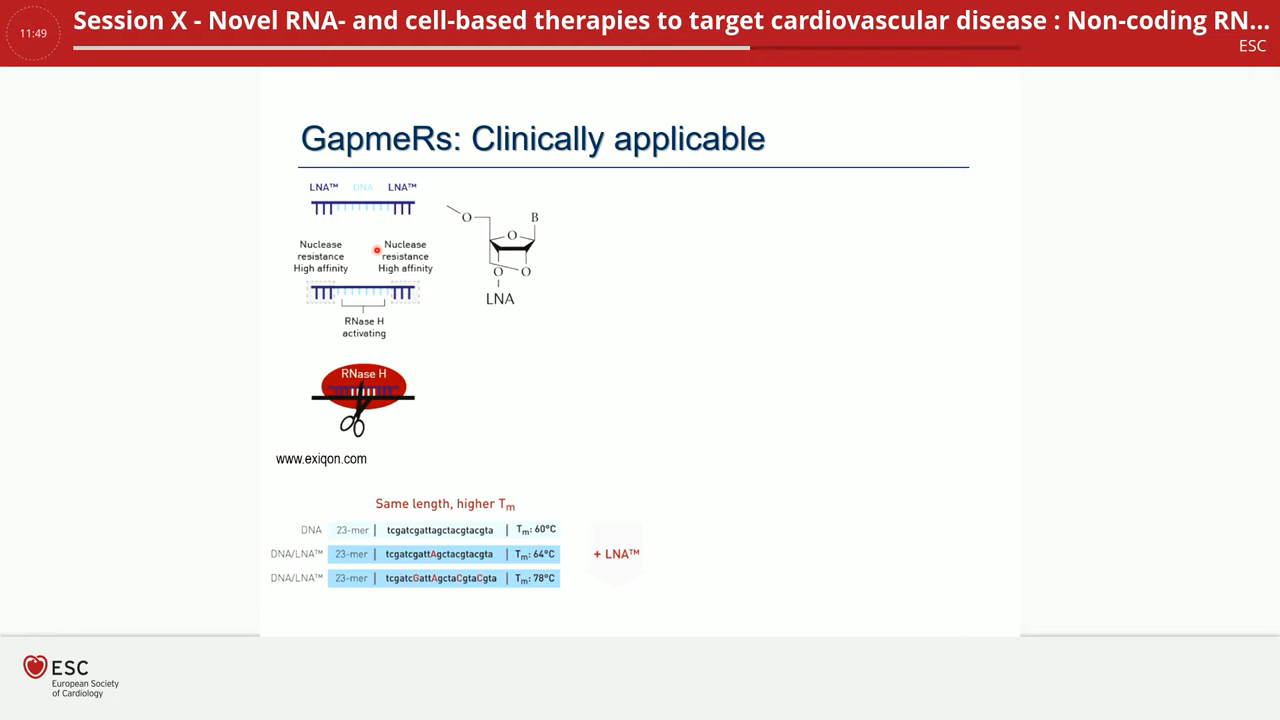 11:49
Session X - Novel RNA- and cell-based therapies to target cardiovascular disease : Non-coding RN...
ESC
GapmeRs: Clinically applicable
LNA™ DNA LNA™
Nuclease resistance High affinity
Nuclease resistance High affinity
RNase H activating
O B
O
O O
LNA
RNase H
www.exiqon.com
Same length, higher Tm
DNA 23-mer | tcgatcgattagctacgtacgta | Tm: 60°C
DNA/LNA™ 23-mer | tcgatcgattAgctacgtacgta | Tm: 64°C
DNA/LNA™ 23-mer | tcgatcGattAgctaCgtaCgta | Tm: 78°C
+ LNA™
ESC
European Society
of Cardiology